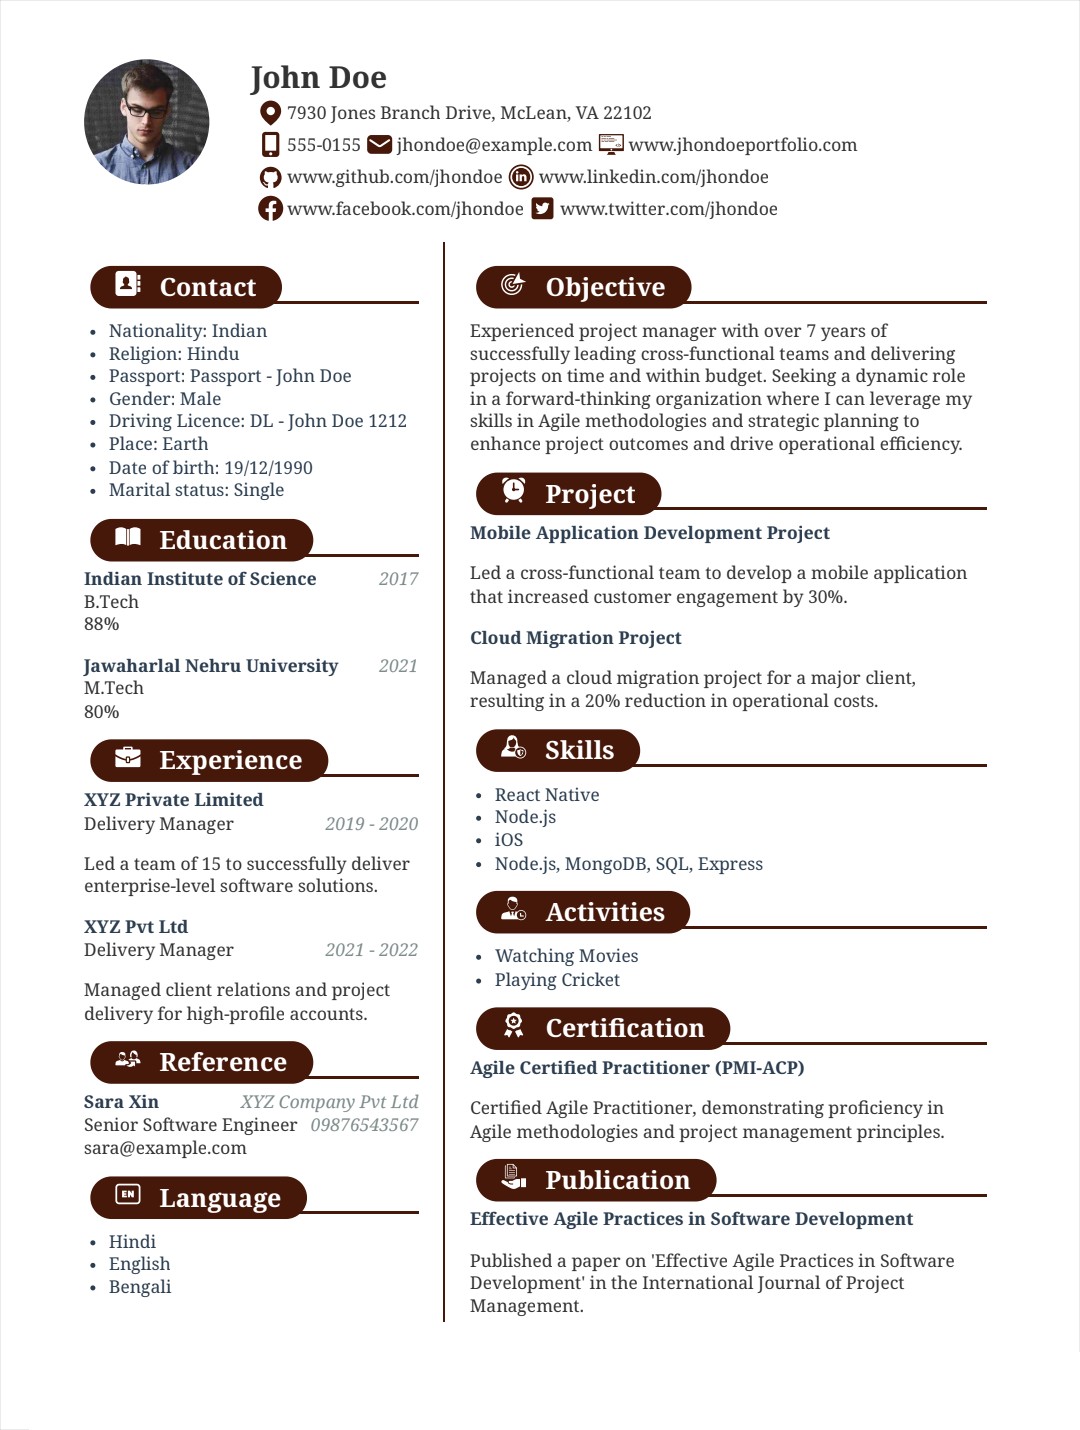 John Doe
7930 Jones Branch Drive, McLean, VA 22102
555-0155 jhondoe@example.com www.jhondoeportfolio.com
www.github.com/jhondoe www.linkedin.com/jhondoe
www.facebook.com/jhondoe www.twitter.com/jhondoe
Contact
• Nationality: Indian
• Religion: Hindu
• Passport: Passport - John Doe
• Gender: Male
• Driving Licence: DL - John Doe 1212
• Place: Earth
• Date of birth: 19/12/1990
• Marital status: Single
Education
Indian Institute of Science 2017
B.Tech
88%
Jawaharlal Nehru University 2021
M.Tech
80%
Experience
XYZ Private Limited
Delivery Manager 2019 - 2020
Led a team of 15 to successfully deliver
enterprise-level software solutions.
XYZ Pvt Ltd
Delivery Manager 2021 - 2022
Managed client relations and project
delivery for high-profile accounts.
Reference
Sara Xin XYZ Company Pvt Ltd
Senior Software Engineer 09876543567
sara@example.com
EN Language
• Hindi
• English
• Bengali
Objective
Experienced project manager with over 7 years of
successfully leading cross-functional teams and delivering
projects on time and within budget. Seeking a dynamic role
in a forward-thinking organization where I can leverage my
skills in Agile methodologies and strategic planning to
enhance project outcomes and drive operational efficiency.
Project
Mobile Application Development Project
Led a cross-functional team to develop a mobile application
that increased customer engagement by 30%.
Cloud Migration Project
Managed a cloud migration project for a major client,
resulting in a 20% reduction in operational costs.
Skills
• React Native
• Node.js
• iOS
• Node.js, MongoDB, SQL, Express
Activities
• Watching Movies
• Playing Cricket
Certification
Agile Certified Practitioner (PMI-ACP)
Certified Agile Practitioner, demonstrating proficiency in
Agile methodologies and project management principles.
Publication
Effective Agile Practices in Software Development
Published a paper on 'Effective Agile Practices in Software
Development' in the International Journal of Project
Management.